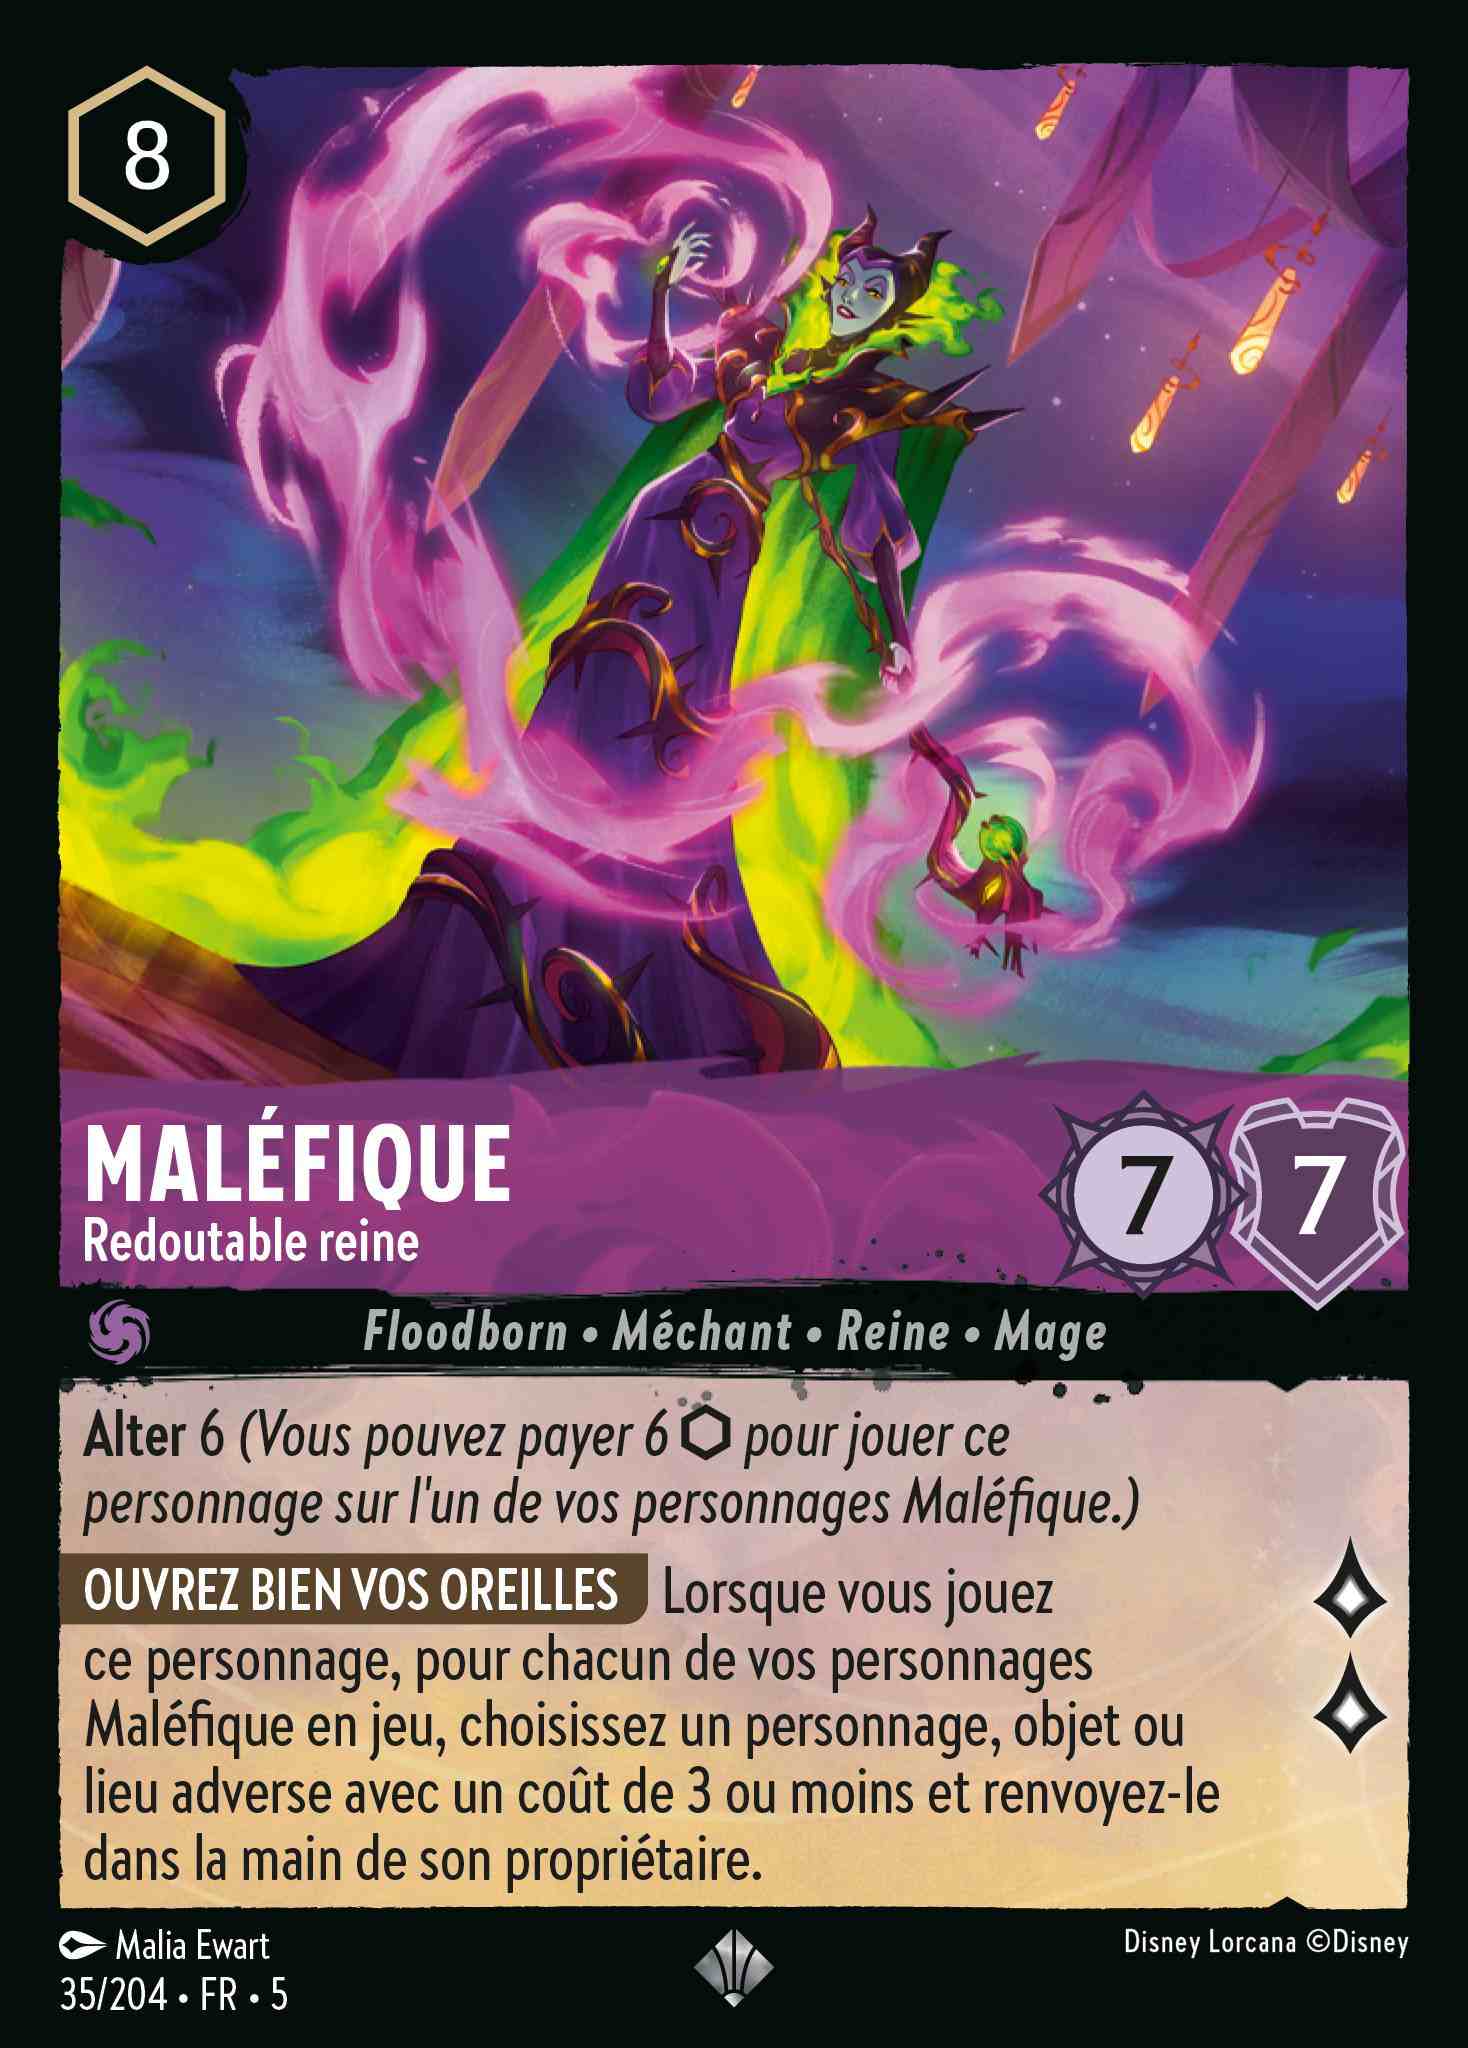 8
MALÉFIQUE
Redoutable reine
7
7
Floodborn • Méchant • Reine • Mage
Alter 6 (Vous pouvez payer 6 ⬡ pour jouer ce
personnage sur l'un de vos personnages Maléfique.)
OUVREZ BIEN VOS OREILLES Lorsque vous jouez
ce personnage, pour chacun de vos personnages
Maléfique en jeu, choisissez un personnage, objet ou
lieu adverse avec un coût de 3 ou moins et renvoyez-le
dans la main de son propriétaire.
Malia Ewart
Disney Lorcana ©Disney
35/204 • FR • 5